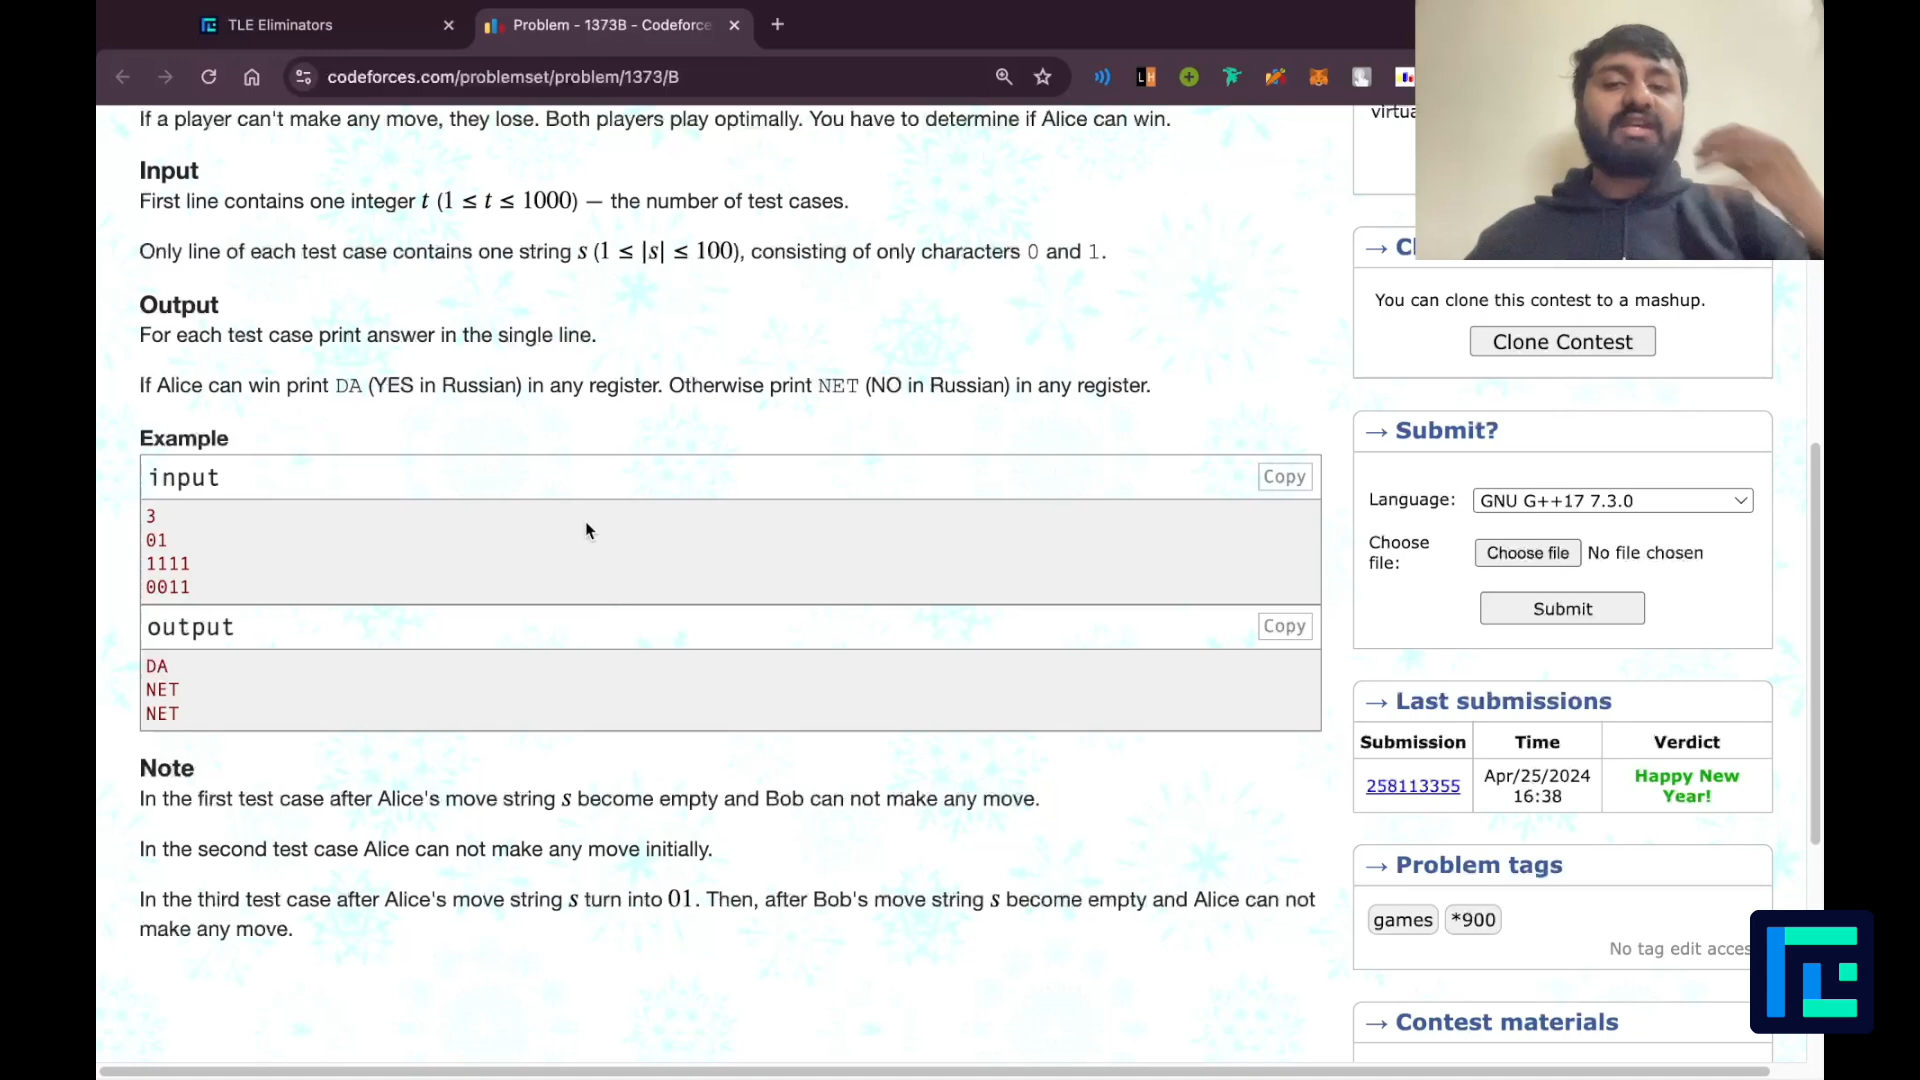 TLE Eliminators
Problem - 1373B - Codeforce
codeforces.com/problemset/problem/1373/B
If a player can't make any move, they lose. Both players play optimally. You have to determine if Alice can win.
Input
First line contains one integer t (1 ≤ t ≤ 1000) — the number of test cases.
Only line of each test case contains one string s (1 ≤ |s| ≤ 100), consisting of only characters 0 and 1.
Output
For each test case print answer in the single line.
If Alice can win print DA (YES in Russian) in any register. Otherwise print NET (NO in Russian) in any register.
Example
input
Copy
3
01
1111
0011
output
Copy
DA
NET
NET
Note
In the first test case after Alice's move string s become empty and Bob can not make any move.
In the second test case Alice can not make any move initially.
In the third test case after Alice's move string s turn into 01. Then, after Bob's move string s become empty and Alice can not
make any move.
virtua
→ Cl
You can clone this contest to a mashup.
Clone Contest
→ Submit?
Language: GNU G++17 7.3.0
Choose
file:
Choose file No file chosen
Submit
→ Last submissions
Submission Time Verdict
258113355 Apr/25/2024 16:38 Happy New Year!
→ Problem tags
games *900
No tag edit acces
→ Contest materials